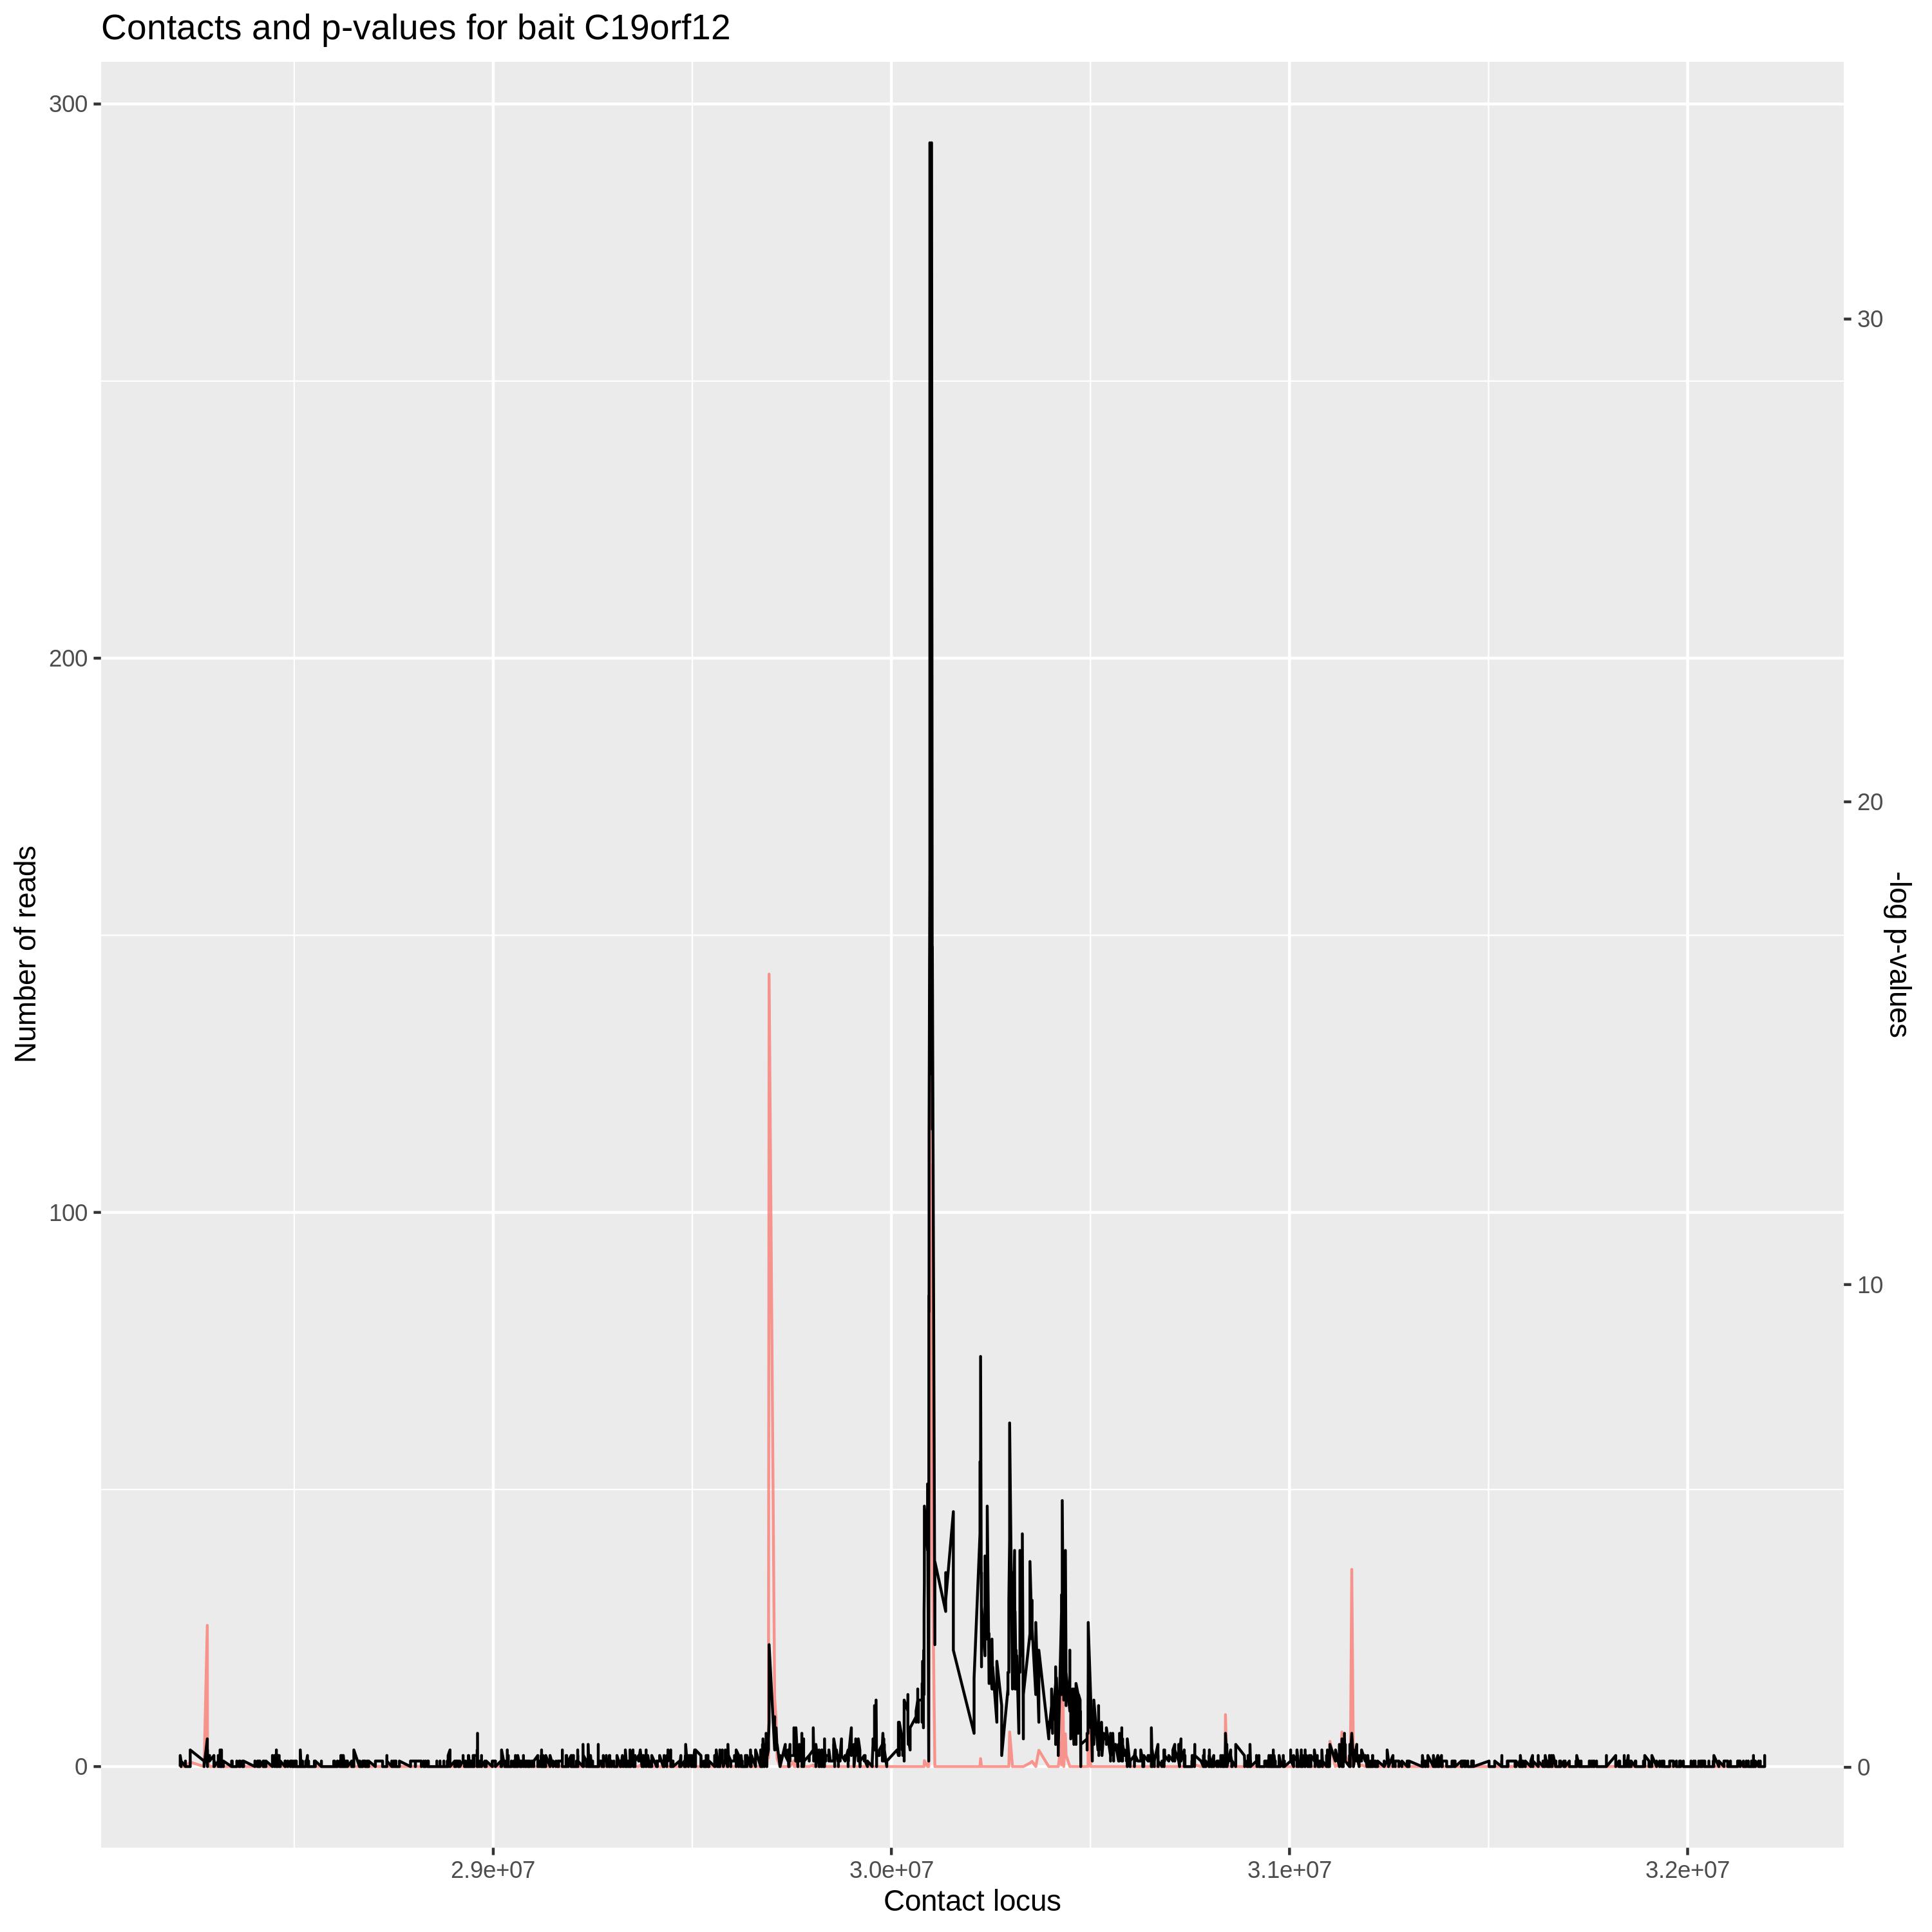 Contacts and p-values for bait C19orf12
300
200
100
0
30
20
10
0
Number of reads
-log p-values
2.9e+07 3.0e+07 3.1e+07 3.2e+07
Contact locus